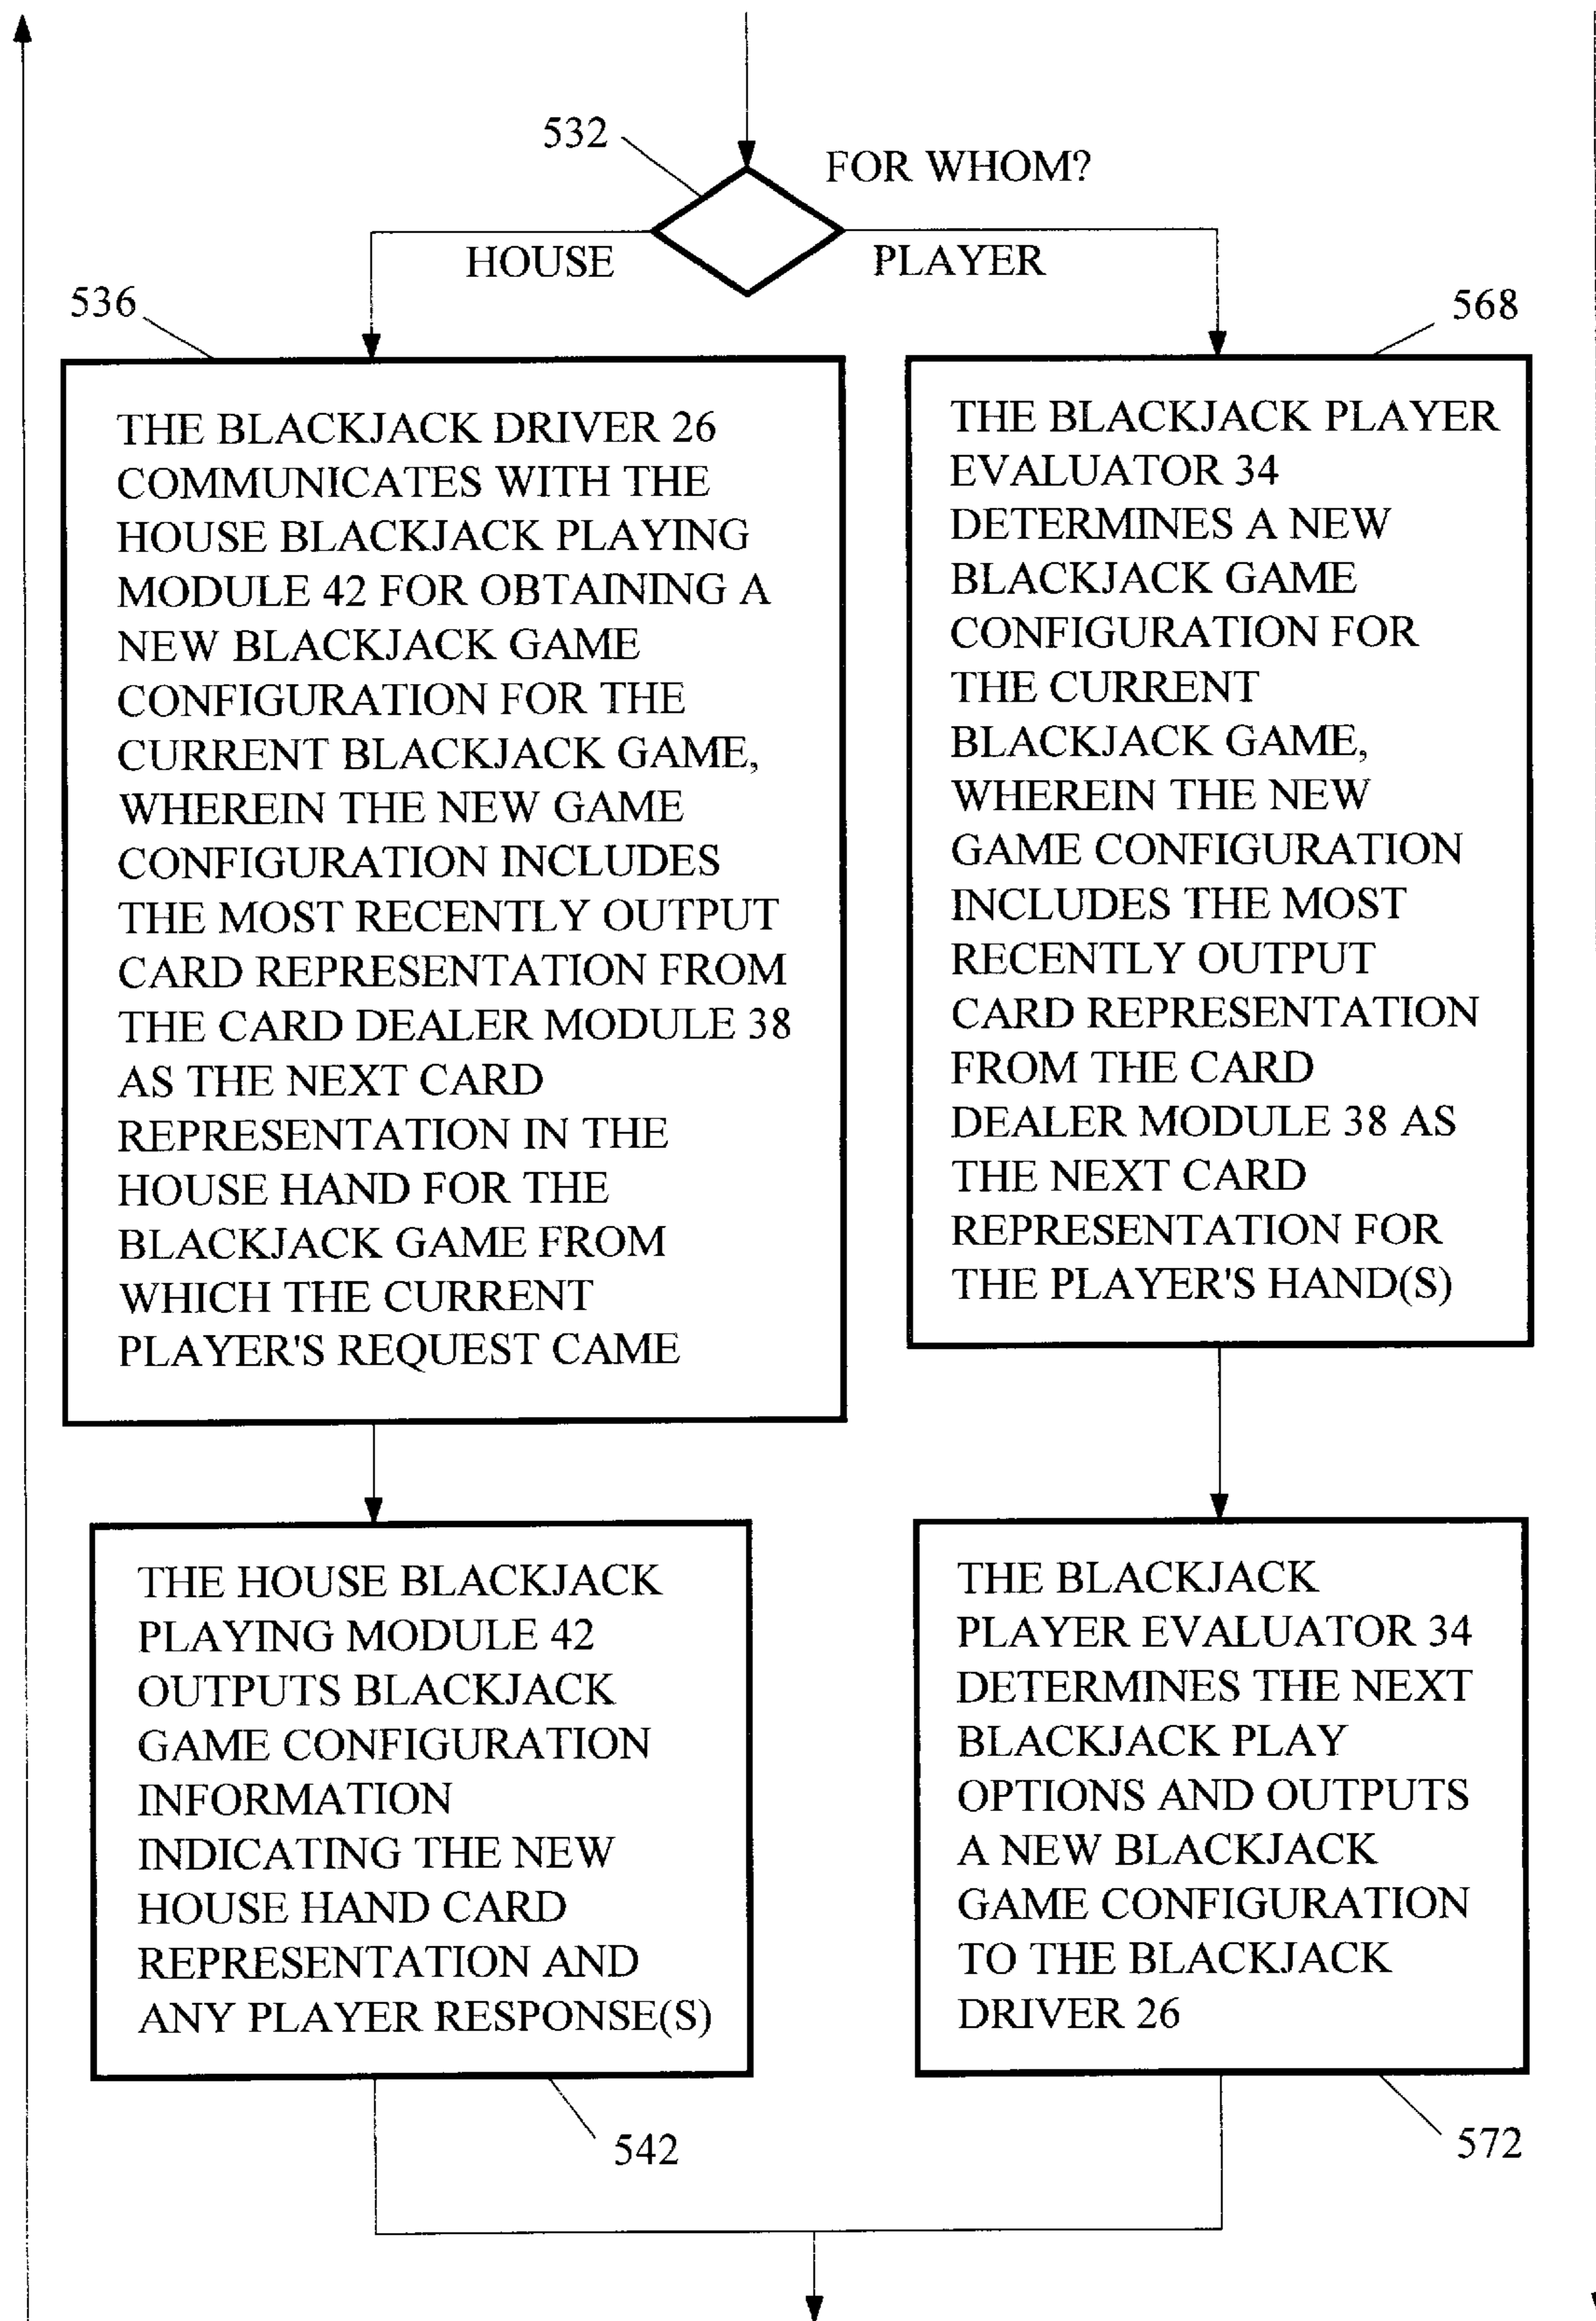 532
FOR WHOM?
HOUSE
PLAYER
536
THE BLACKJACK DRIVER 26
COMMUNICATES WITH THE
HOUSE BLACKJACK PLAYING
MODULE 42 FOR OBTAINING A
NEW BLACKJACK GAME
CONFIGURATION FOR THE
CURRENT BLACKJACK GAME,
WHEREIN THE NEW GAME
CONFIGURATION INCLUDES
THE MOST RECENTLY OUTPUT
CARD REPRESENTATION FROM
THE CARD DEALER MODULE 38
AS THE NEXT CARD
REPRESENTATION IN THE
HOUSE HAND FOR THE
BLACKJACK GAME FROM
WHICH THE CURRENT
PLAYER'S REQUEST CAME
568
THE BLACKJACK PLAYER
EVALUATOR 34
DETERMINES A NEW
BLACKJACK GAME
CONFIGURATION FOR
THE CURRENT
BLACKJACK GAME,
WHEREIN THE NEW
GAME CONFIGURATION
INCLUDES THE MOST
RECENTLY OUTPUT
CARD REPRESENTATION
FROM THE CARD
DEALER MODULE 38 AS
THE NEXT CARD
REPRESENTATION FOR
THE PLAYER'S HAND(S)
THE HOUSE BLACKJACK
PLAYING MODULE 42
OUTPUTS BLACKJACK
GAME CONFIGURATION
INFORMATION
INDICATING THE NEW
HOUSE HAND CARD
REPRESENTATION AND
ANY PLAYER RESPONSE(S)
542
THE BLACKJACK
PLAYER EVALUATOR 34
DETERMINES THE NEXT
BLACKJACK PLAY
OPTIONS AND OUTPUTS
A NEW BLACKJACK
GAME CONFIGURATION
TO THE BLACKJACK
DRIVER 26
572